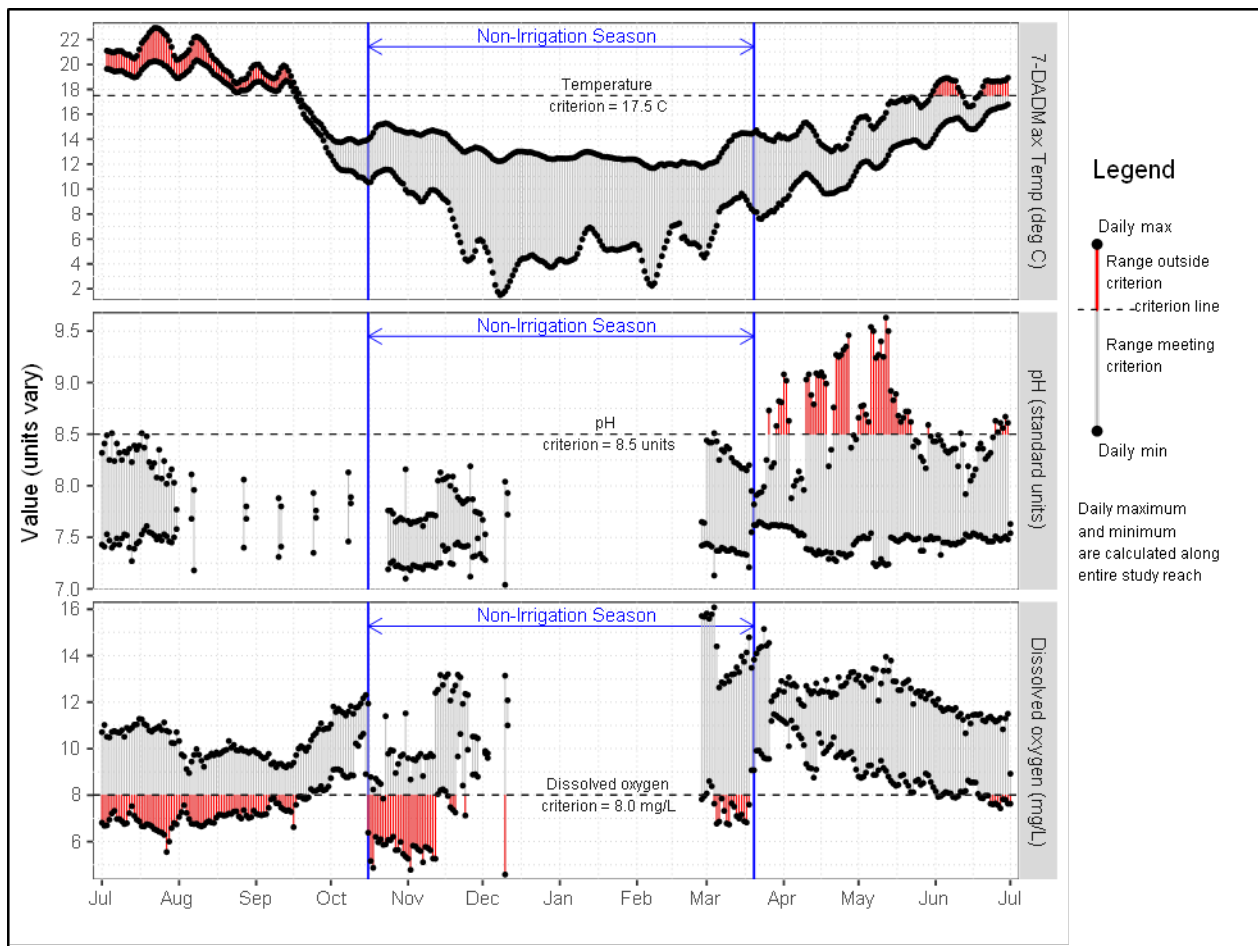 Value (units vary)
22
20
18
16
14
12
10
8
6
4
2
Non-Irrigation Season
Temperature
criterion = 17.5 C
7-DADMax Temp (deg C)
9.5
9.0
8.5
8.0
7.5
7.0
Non-Irrigation Season
pH
criterion = 8.5 units
pH (standard units)
16
14
12
10
8
6
Non-Irrigation Season
Dissolved oxygen
criterion = 8.0 mg/L
Dissolved oxygen (mg/L)
Jul Aug Sep Oct Nov Dec Jan Feb Mar Apr May Jun Jul
Legend
Daily max
Range outside
criterion
criterion line
Range meeting
criterion
Daily min
Daily maximum
and minimum
are calculated along
entire study reach